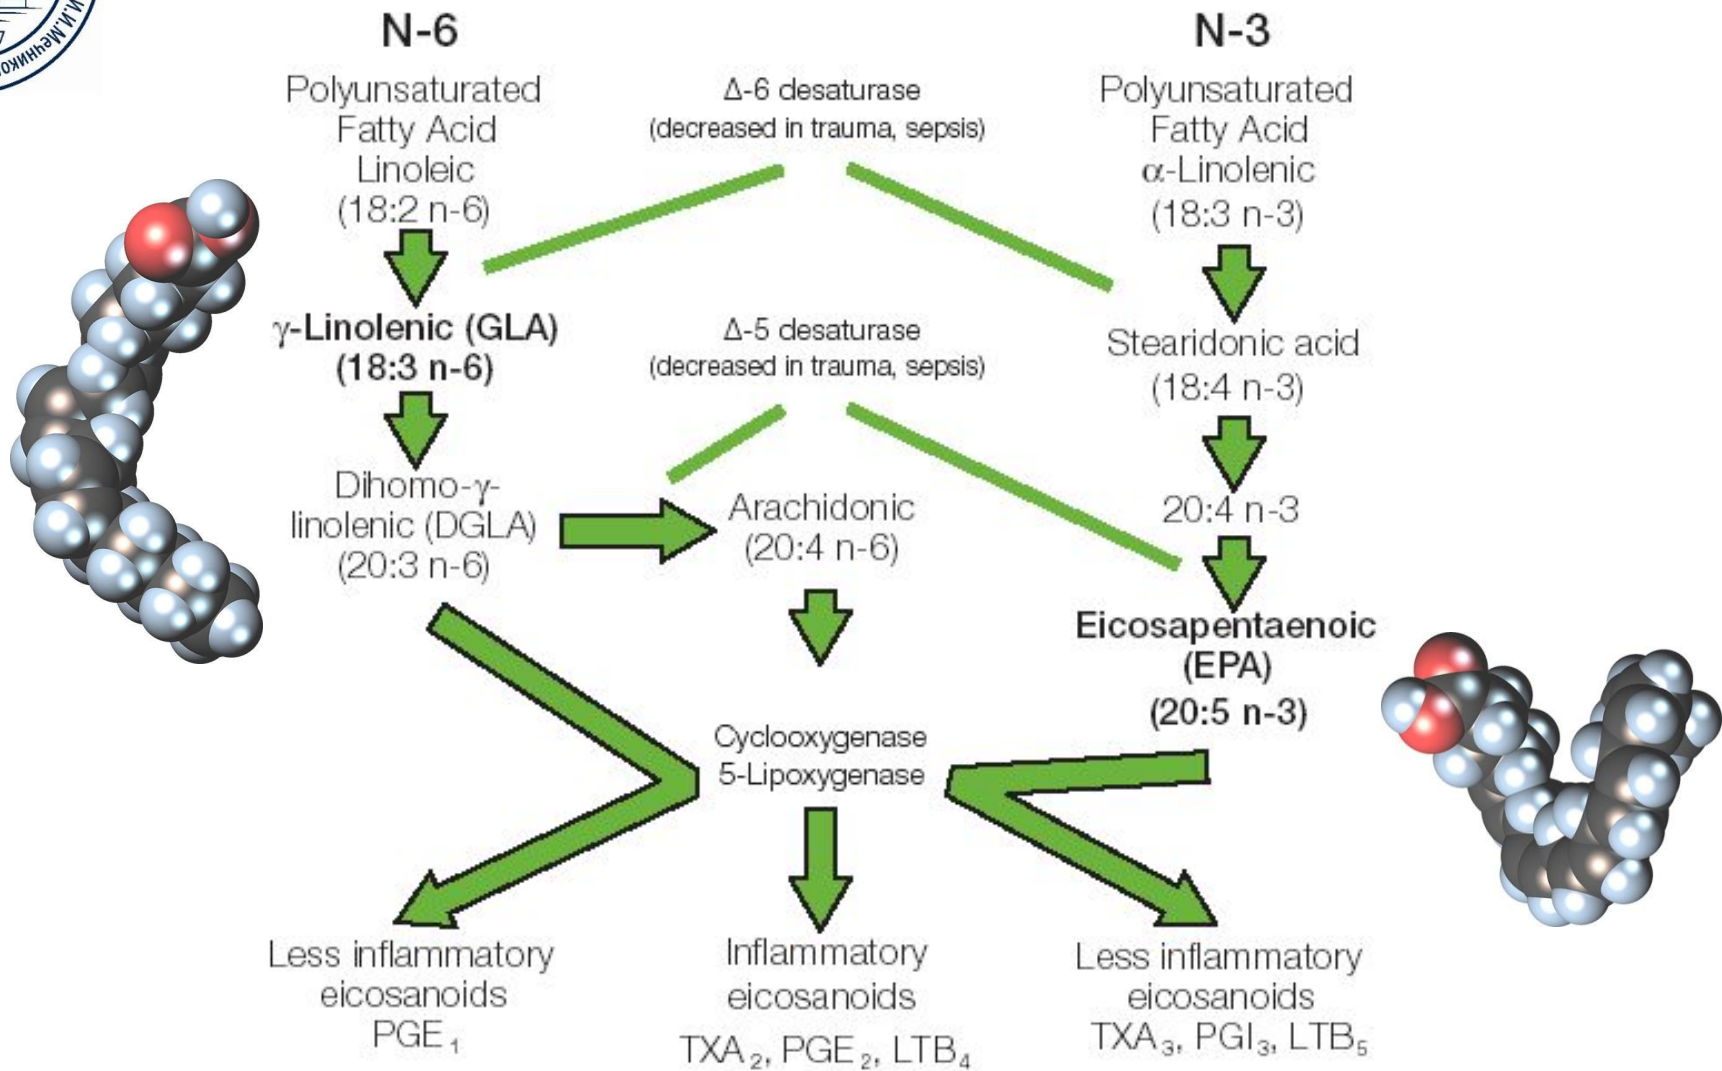 И.И.Мечников
N-6
Polyunsaturated
Fatty Acid
Linoleic
(18:2 n-6)
γ-Linolenic (GLA)
(18:3 n-6)
Dihomo-γ-
linolenic (DGLA)
(20:3 n-6)
Δ-6 desaturase
(decreased in trauma, sepsis)
Δ-5 desaturase
(decreased in trauma, sepsis)
Arachidonic
(20:4 n-6)
Cyclooxygenase
5-Lipoxygenase
N-3
Polyunsaturated
Fatty Acid
α-Linolenic
(18:3 n-3)
Stearidonic acid
(18:4 n-3)
20:4 n-3
Eicosapentaenoic
(EPA)
(20:5 n-3)
Less inflammatory
eicosanoids
PGE₁
Inflammatory
eicosanoids
TXA₂, PGE₂, LTB₄
Less inflammatory
eicosanoids
TXA₃, PGI₃, LTB₅